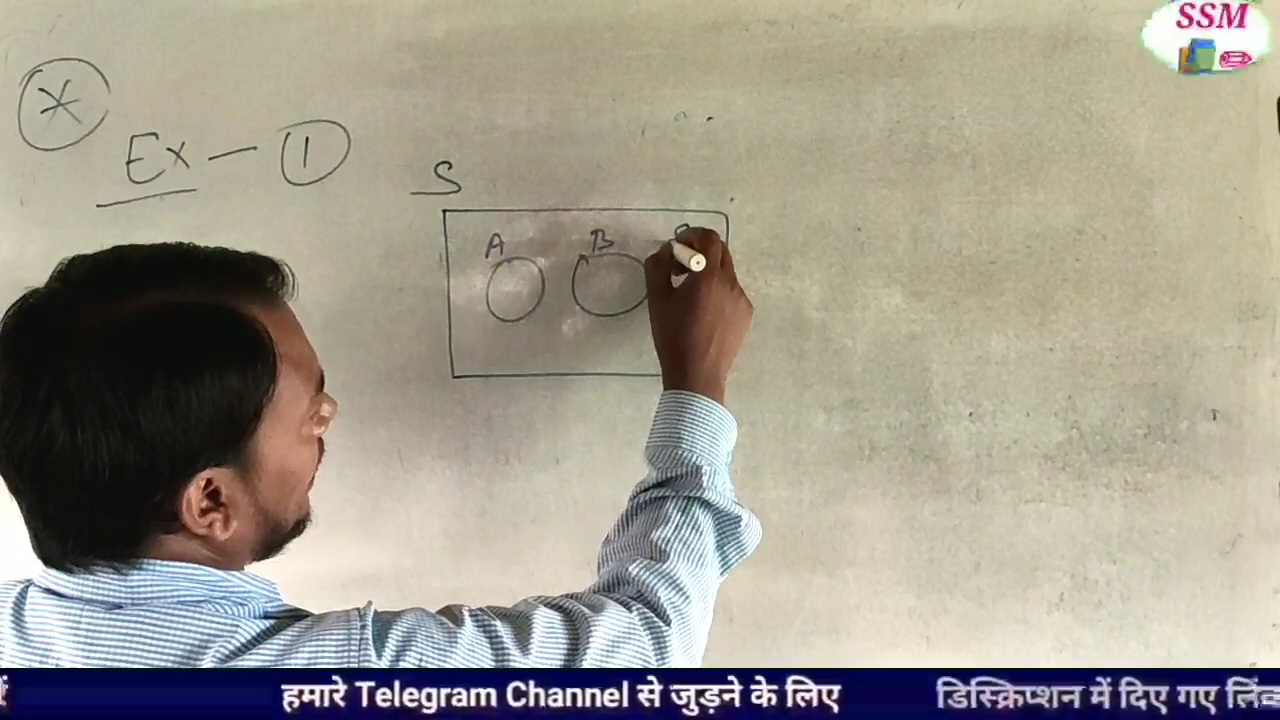 SSM
Ex - 1
S
A B
हमारे Telegram Channel से जुड़ने के लिए डिस्क्रिप्शन में दिए गए